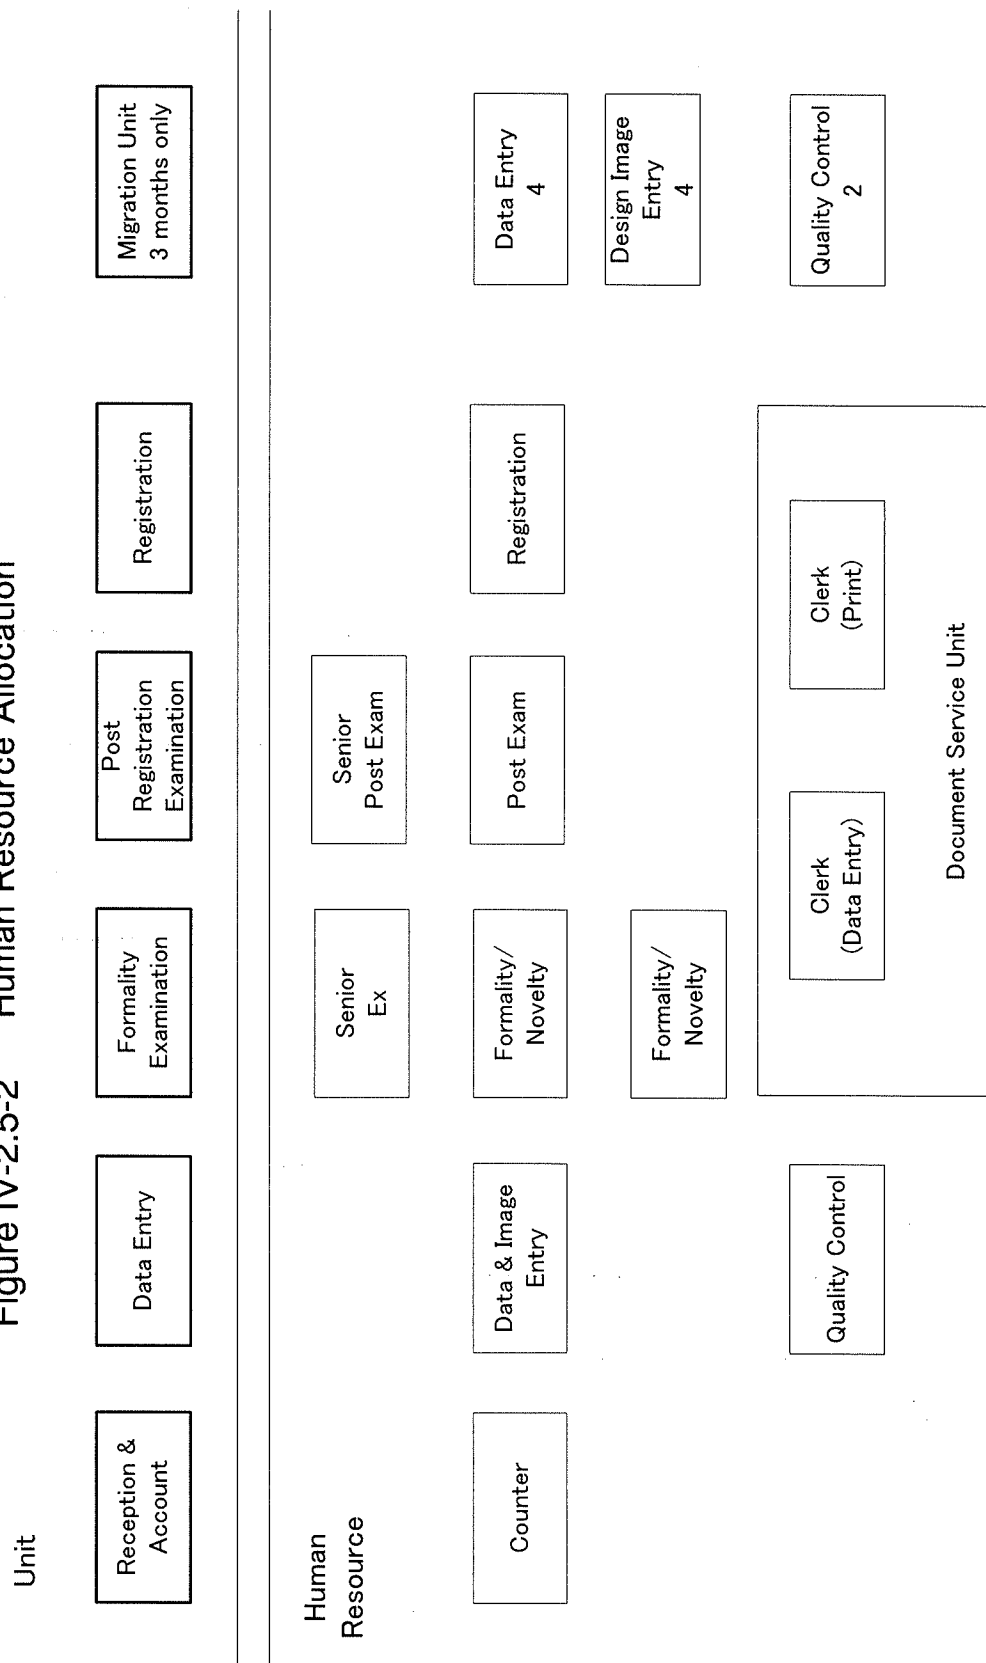 Figure IV-2.5-2 Human Resource Allocation
Unit
Reception &
Account
Data Entry
Formality
Examination
Post
Registration
Examination
Registration
Migration Unit
3 months only
Human
Resource
Senior
Ex
Senior
Post Exam
Counter
Data & Image
Entry
Formality/
Novelty
Post Exam
Registration
Data Entry
4
Formality/
Novelty
Design Image
Entry
4
Quality Control
Clerk
(Data Entry)
Clerk
(Print)
Quality Control
2
Document Service Unit